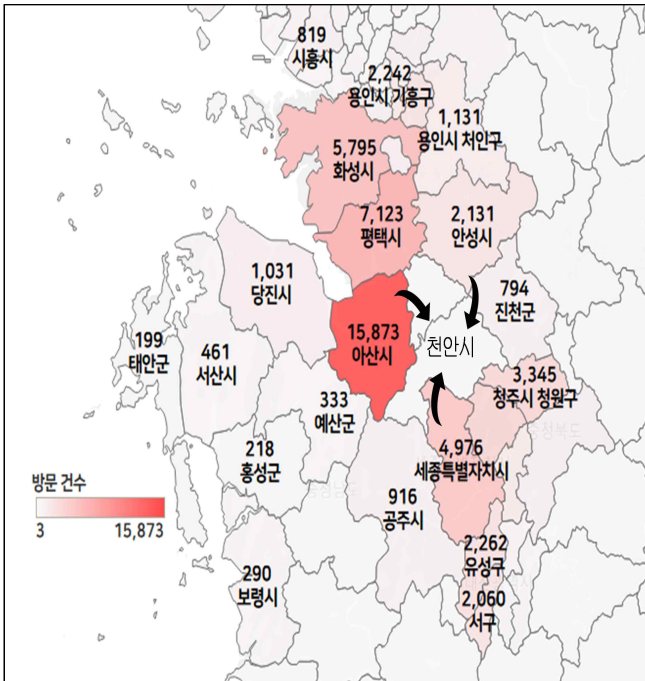 819
시흥시
2,242
용인시 기흥구
1,131
용인시 처인구
5,795
화성시
7,123
평택시
2,131
안성시
1,031
당진시
794
진천군
15,873
아산시
천안시
199
태안군
461
서산시
3,345
청주시 청원구
333
예산군
218
홍성군
4,976
세종특별자치시
충청북도
방문 건수
3
15,873
916
공주시
2,262
유성구
290
보령시
2,060
서구